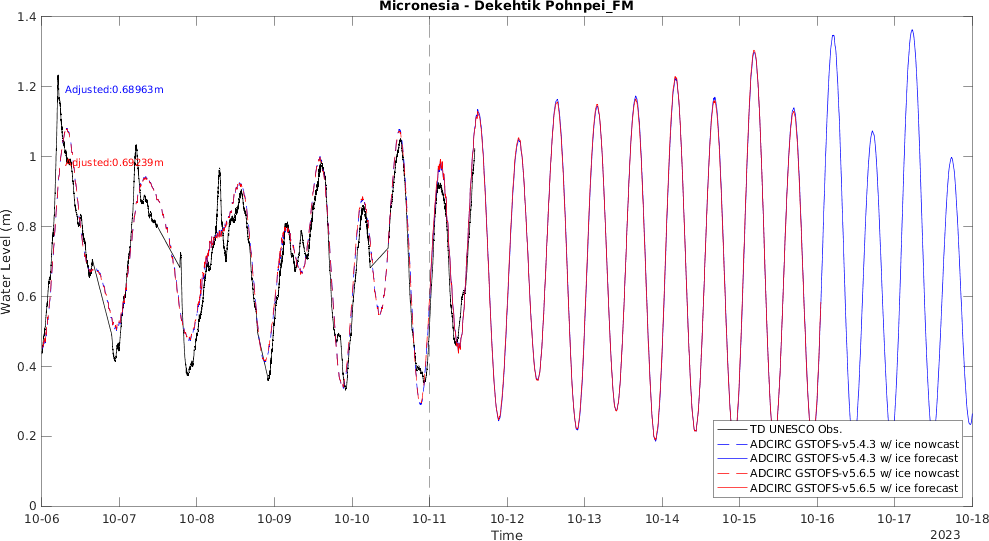 Micronesia - Dekehtik Pohnpei_FM
1.4
1.2
1
0.8
0.6
0.4
0.2
0
Water Level (m)
Adjusted:0.68963m
Adjusted:0.69239m
TD UNESCO Obs.
ADCIRC GSTOFS-v5.4.3 w/ ice nowcast
ADCIRC GSTOFS-v5.4.3 w/ ice forecast
ADCIRC GSTOFS-v5.6.5 w/ ice nowcast
ADCIRC GSTOFS-v5.6.5 w/ ice forecast
10-06 10-07 10-08 10-09 10-10 10-11 10-12 10-13 10-14 10-15 10-16 10-17 10-18
Time
2023